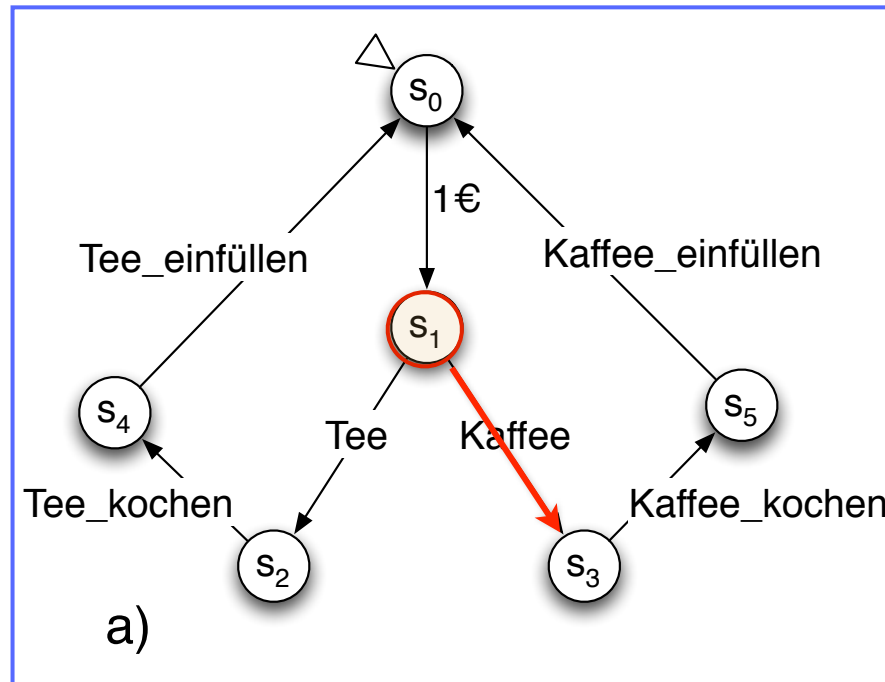 s₀
1€
Tee_einfüllen
Kaffee_einfüllen
s₁
s₄
s₅
Tee
Kaffee
Tee_kochen
Kaffee_kochen
s₂
s₃
a)